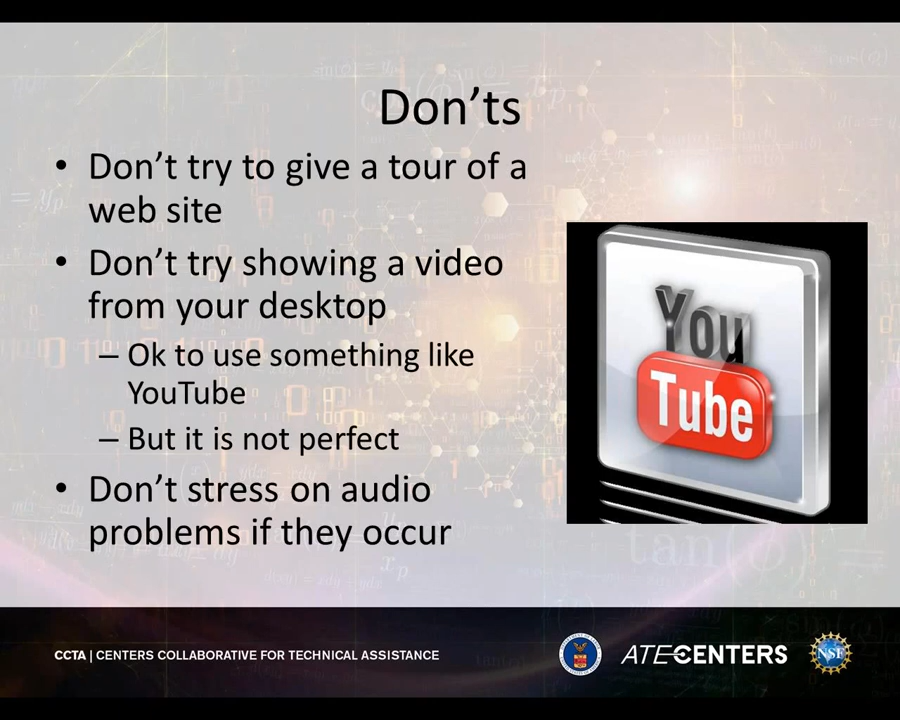 Don’ts
• Don’t try to give a tour of a
web site
• Don’t try showing a video
from your desktop
– Ok to use something like
YouTube
– But it is not perfect
• Don’t stress on audio
problems if they occur
You
Tube
CCTA | CENTERS COLLABORATIVE FOR TECHNICAL ASSISTANCE
ATE CENTERS
NSF